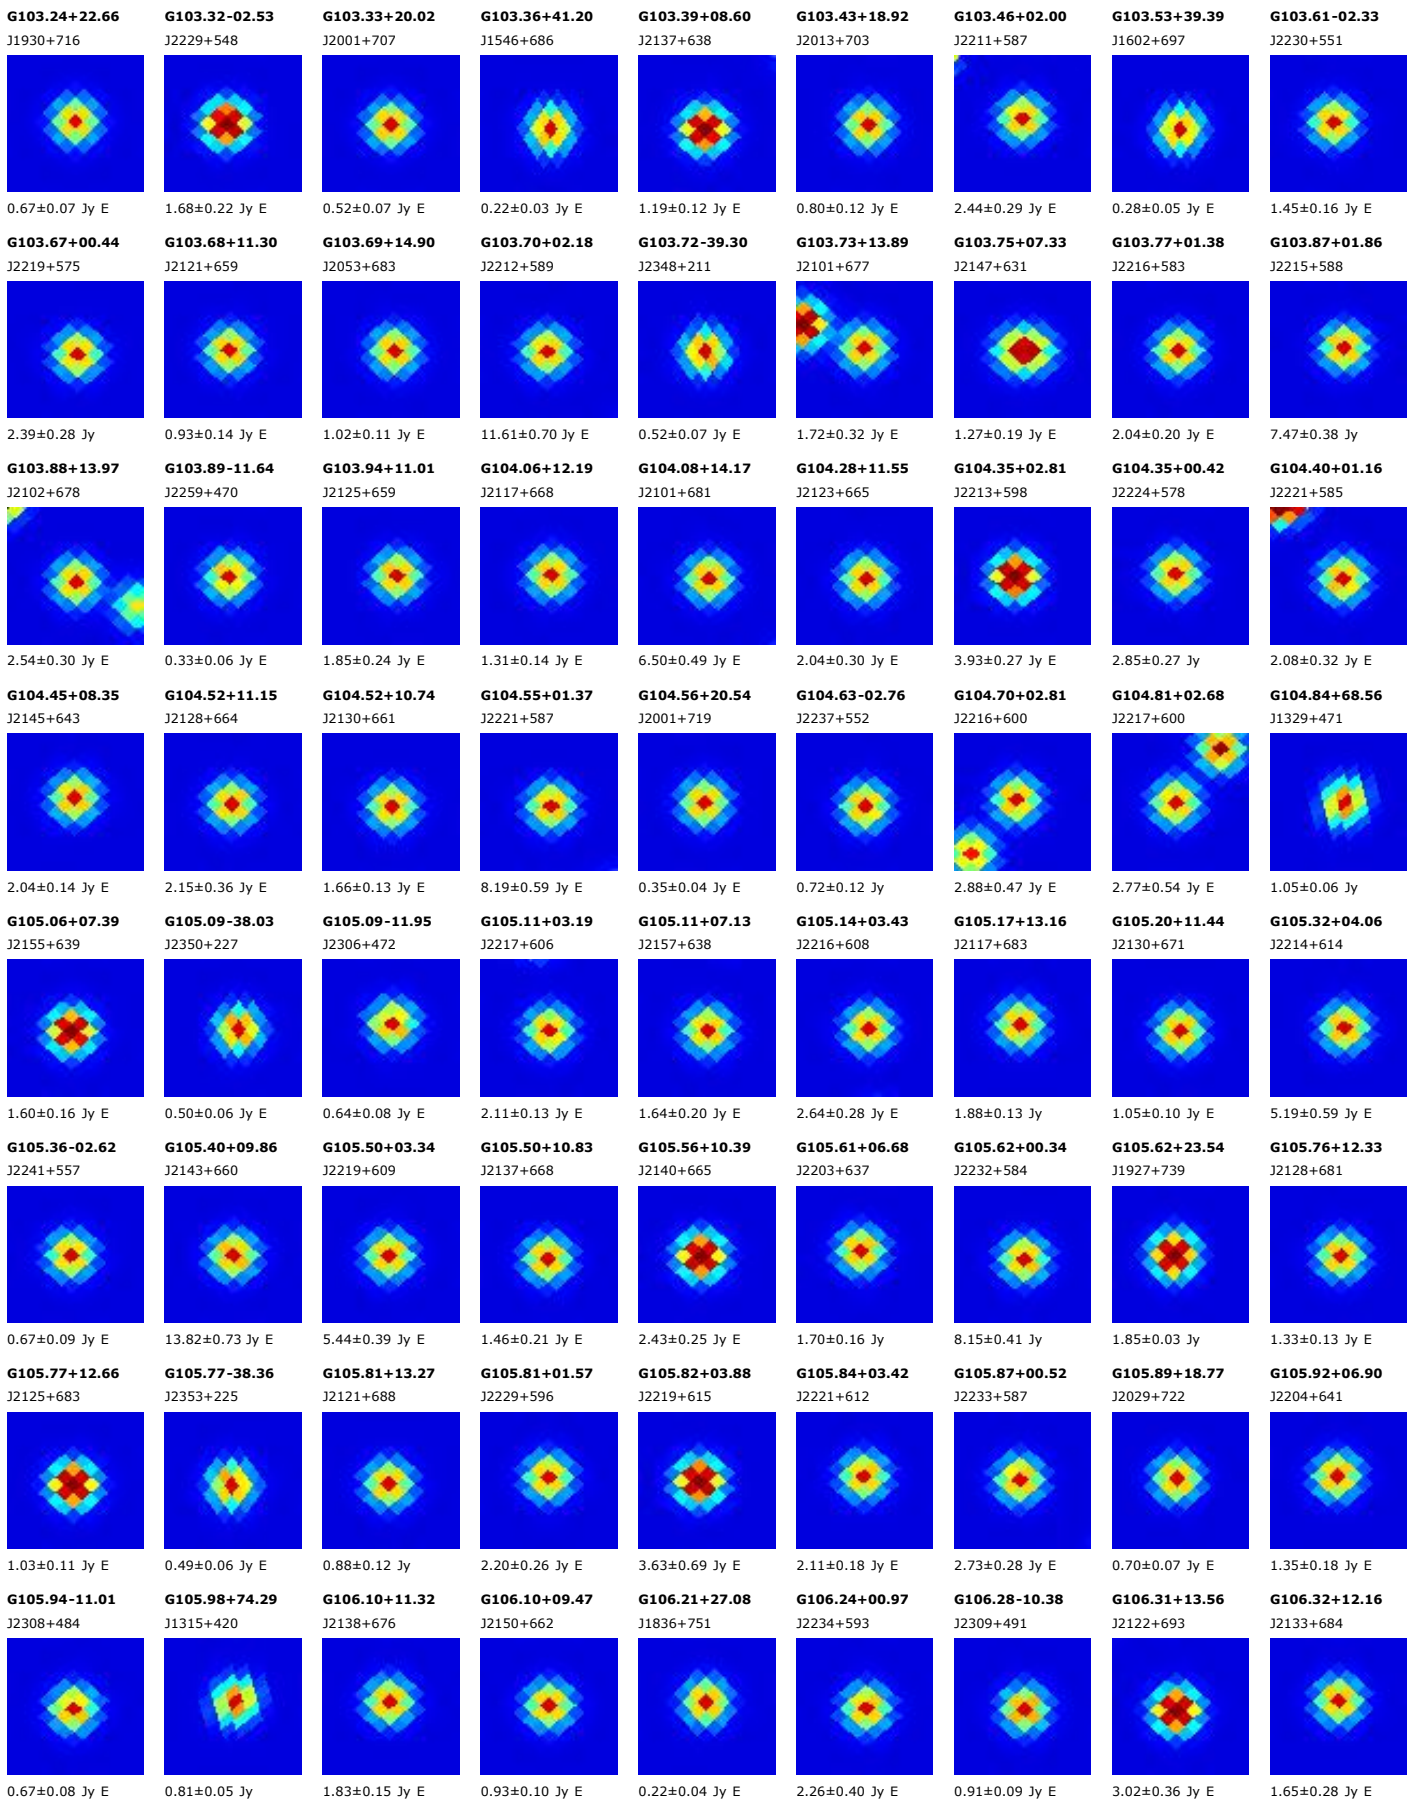 G103.24+22.66 G103.32-02.53 G103.33+20.02 G103.36+41.20 G103.39+08.60 G103.43+18.92 G103.46+02.00 G103.53+39.39 G103.61-02.33
J1930+716 J2229+548 J2001+707 J1546+686 J2137+638 J2013+703 J2211+587 J1602+697 J2230+551
0.67±0.07 Jy E 1.68±0.22 Jy E 0.52±0.07 Jy E 0.22±0.03 Jy E 1.19±0.12 Jy E 0.80±0.12 Jy E 2.44±0.29 Jy E 0.28±0.05 Jy E 1.45±0.16 Jy E
G103.67+00.44 G103.68+11.30 G103.69+14.90 G103.70+02.18 G103.72-39.30 G103.73+13.89 G103.75+07.33 G103.77+01.38 G103.87+01.86
J2219+575 J2121+659 J2053+683 J2212+589 J2348+211 J2101+677 J2147+631 J2216+583 J2215+588
2.39±0.28 Jy 0.93±0.14 Jy E 1.02±0.11 Jy E 11.61±0.70 Jy E 0.52±0.07 Jy E 1.72±0.32 Jy E 1.27±0.19 Jy E 2.04±0.20 Jy E 7.47±0.38 Jy
G103.88+13.97 G103.89-11.64 G103.94+11.01 G104.06+12.19 G104.08+14.17 G104.28+11.55 G104.35+02.81 G104.35+00.42 G104.40+01.16
J2102+678 J2259+470 J2125+659 J2117+668 J2101+681 J2123+665 J2213+598 J2224+578 J2221+585
2.54±0.30 Jy E 0.33±0.06 Jy E 1.85±0.24 Jy E 1.31±0.14 Jy E 6.50±0.49 Jy E 2.04±0.30 Jy E 3.93±0.27 Jy E 2.85±0.27 Jy 2.08±0.32 Jy E
G104.45+08.35 G104.52+11.15 G104.52+10.74 G104.55+01.37 G104.56+20.54 G104.63-02.76 G104.70+02.81 G104.81+02.68 G104.84+68.56
J2145+643 J2128+664 J2130+661 J2221+587 J2001+719 J2237+552 J2216+600 J2217+600 J1329+471
2.04±0.14 Jy E 2.15±0.36 Jy E 1.66±0.13 Jy E 8.19±0.59 Jy E 0.35±0.04 Jy E 0.72±0.12 Jy 2.88±0.47 Jy E 2.77±0.54 Jy E 1.05±0.06 Jy
G105.06+07.39 G105.09-38.03 G105.09-11.95 G105.11+03.19 G105.11+07.13 G105.14+03.43 G105.17+13.16 G105.20+11.44 G105.32+04.06
J2155+639 J2350+227 J2306+472 J2217+606 J2157+638 J2216+608 J2117+683 J2130+671 J2214+614
1.60±0.16 Jy E 0.50±0.06 Jy E 0.64±0.08 Jy E 2.11±0.13 Jy E 1.64±0.20 Jy E 2.64±0.28 Jy E 1.88±0.13 Jy 1.05±0.10 Jy E 5.19±0.59 Jy E
G105.36-02.62 G105.40+09.86 G105.50+03.34 G105.50+10.83 G105.56+10.39 G105.61+06.68 G105.62+00.34 G105.62+23.54 G105.76+12.33
J2241+557 J2143+660 J2219+609 J2137+668 J2140+665 J2203+637 J2232+584 J1927+739 J2128+681
0.67±0.09 Jy E 13.82±0.73 Jy E 5.44±0.39 Jy E 1.46±0.21 Jy E 2.43±0.25 Jy E 1.70±0.16 Jy 8.15±0.41 Jy 1.85±0.03 Jy 1.33±0.13 Jy E
G105.77+12.66 G105.77-38.36 G105.81+13.27 G105.81+01.57 G105.82+03.88 G105.84+03.42 G105.87+00.52 G105.89+18.77 G105.92+06.90
J2125+683 J2353+225 J2121+688 J2229+596 J2219+615 J2221+612 J2233+587 J2029+722 J2204+641
1.03±0.11 Jy E 0.49±0.06 Jy E 0.88±0.12 Jy 2.20±0.26 Jy E 3.63±0.69 Jy E 2.11±0.18 Jy E 2.73±0.28 Jy E 0.70±0.07 Jy E 1.35±0.18 Jy E
G105.94-11.01 G105.98+74.29 G106.10+11.32 G106.10+09.47 G106.21+27.08 G106.24+00.97 G106.28-10.38 G106.31+13.56 G106.32+12.16
J2308+484 J1315+420 J2138+676 J2150+662 J1836+751 J2234+593 J2309+491 J2122+693 J2133+684
0.67±0.08 Jy E 0.81±0.05 Jy 1.83±0.15 Jy E 0.93±0.10 Jy E 0.22±0.04 Jy E 2.26±0.40 Jy E 0.91±0.09 Jy E 3.02±0.36 Jy E 1.65±0.28 Jy E